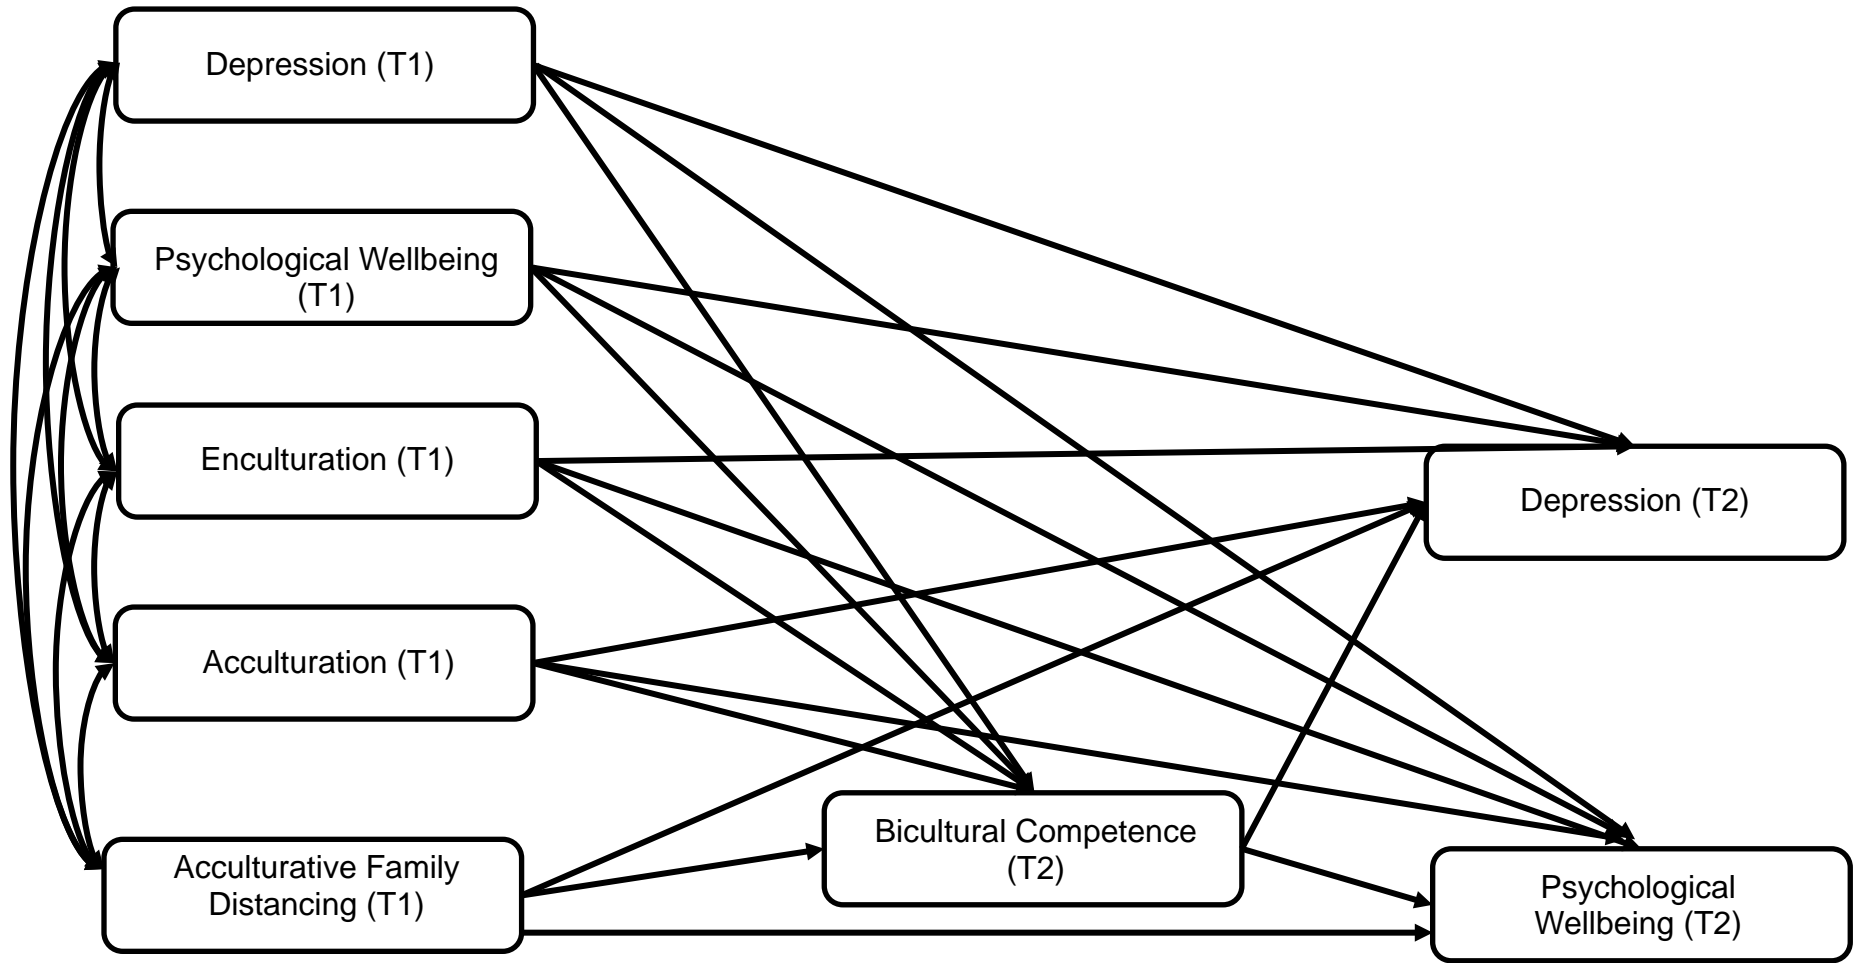 Depression (T1)
Psychological Wellbeing
(T1)
Enculturation (T1)
Acculturation (T1)
Acculturative Family
Distancing (T1)
Bicultural Competence
(T2)
Depression (T2)
Psychological
Wellbeing (T2)